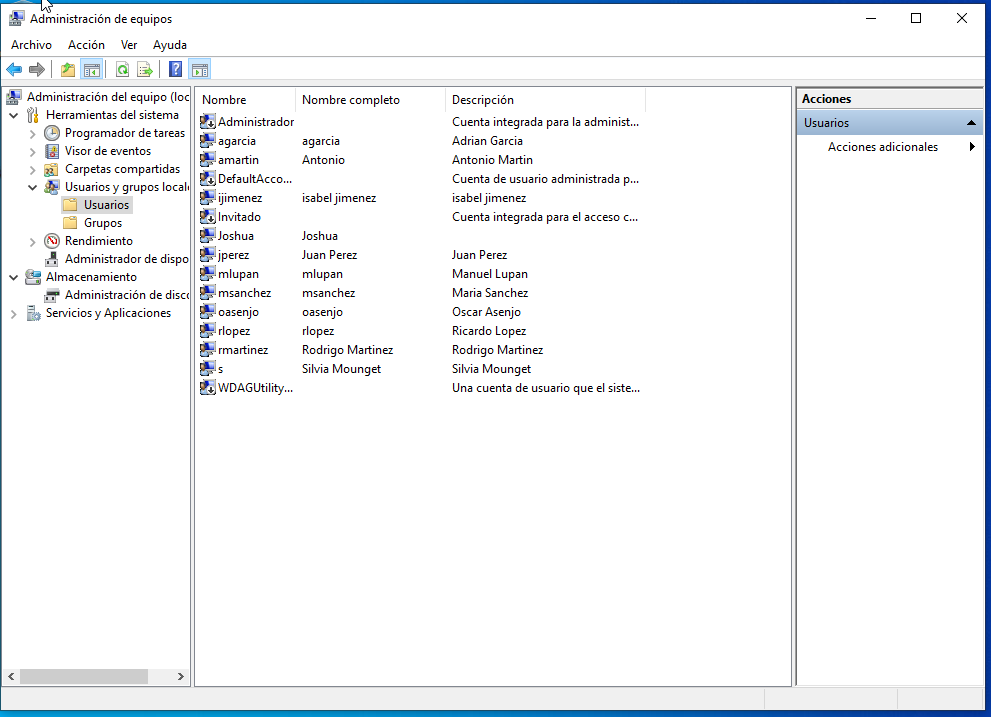 Administración de equipos
Archivo Acción Ver Ayuda
Administración del equipo (loc
Herramientas del sistema
Programador de tareas
Visor de eventos
Carpetas compartidas
Usuarios y grupos locale
Usuarios
Grupos
Rendimiento
Administrador de dispo
Almacenamiento
Administración de disco
Servicios y Aplicaciones
Nombre Nombre completo Descripción
Administrador Cuenta integrada para la administ...
agarcia agarcia Adrian Garcia
amartin Antonio Antonio Martin
DefaultAcco... Cuenta de usuario administrada p...
ijimenez isabel jimenez isabel jimenez
Invitado Cuenta integrada para el acceso c...
Joshua Joshua
jperez Juan Perez Juan Perez
mlupan mlupan Manuel Lupan
msanchez msanchez Maria Sanchez
oasenjo oasenjo Oscar Asenjo
rlopez rlopez Ricardo Lopez
rmartinez Rodrigo Martinez Rodrigo Martinez
s Silvia Mounget Silvia Mounget
WDAGUtility... Una cuenta de usuario que el siste...
Acciones
Usuarios
Acciones adicionales